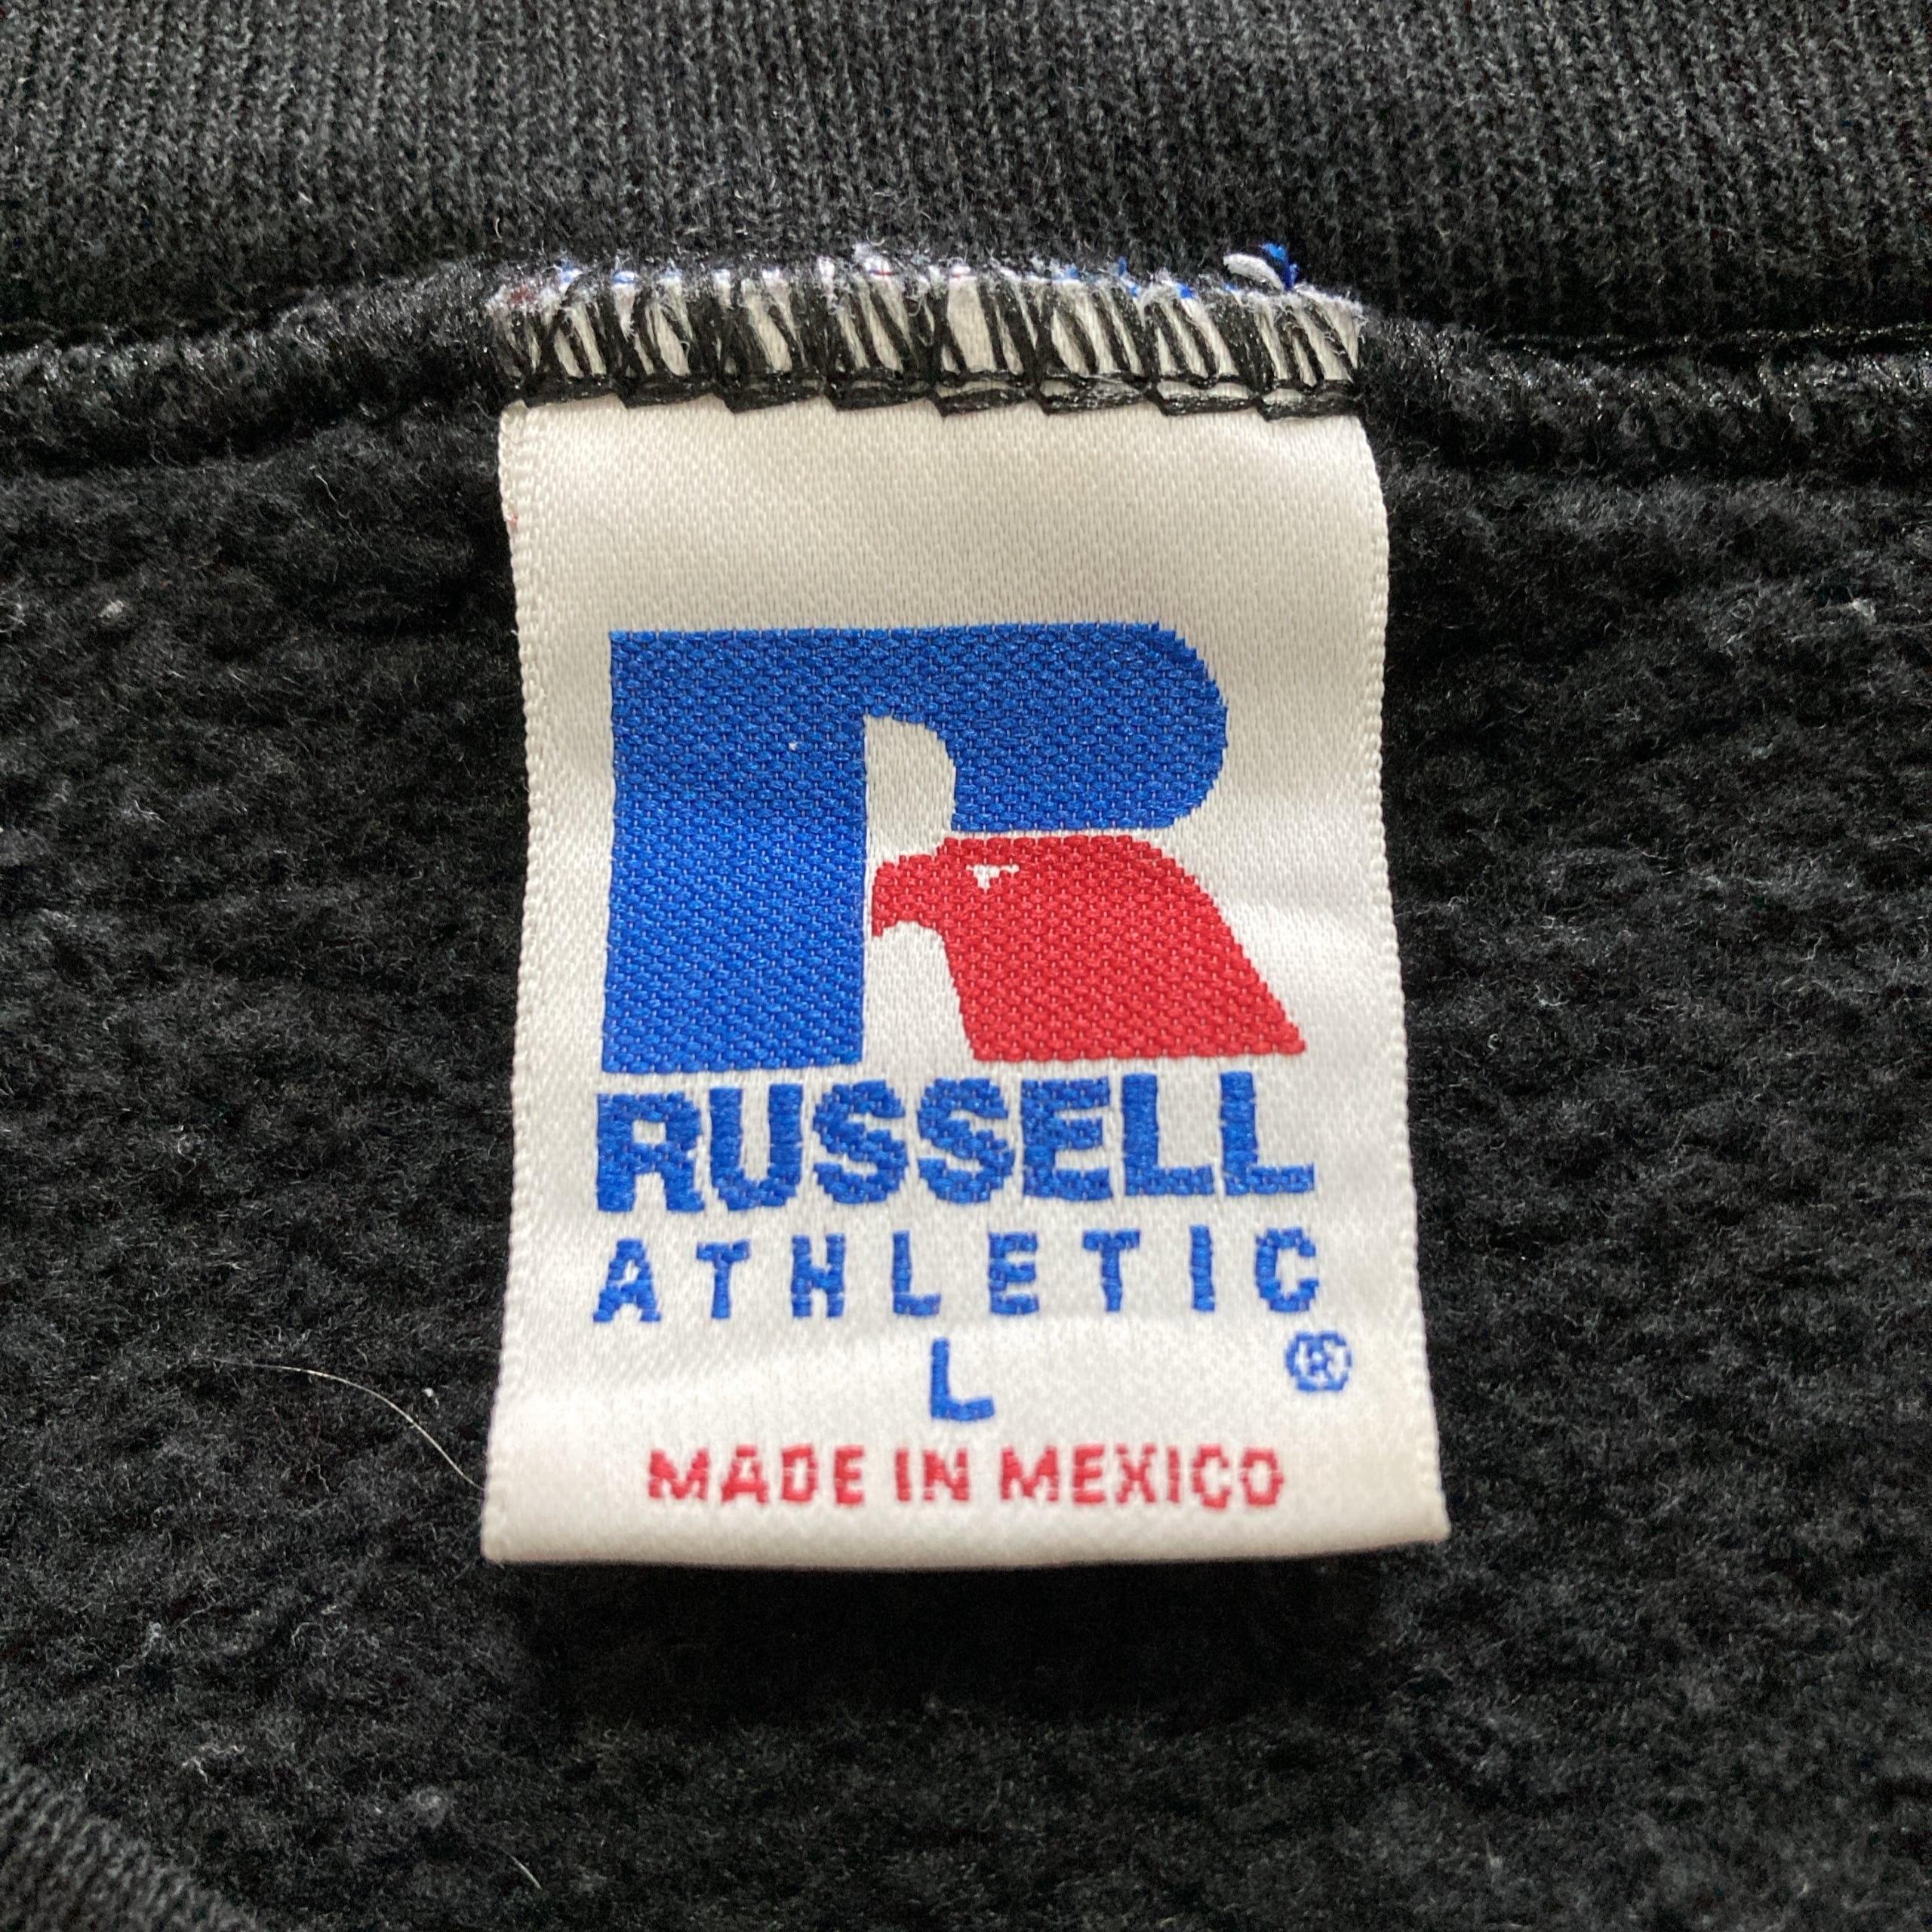 RUSSELL
ATHLETIC
L ®
MADE IN MEXICO